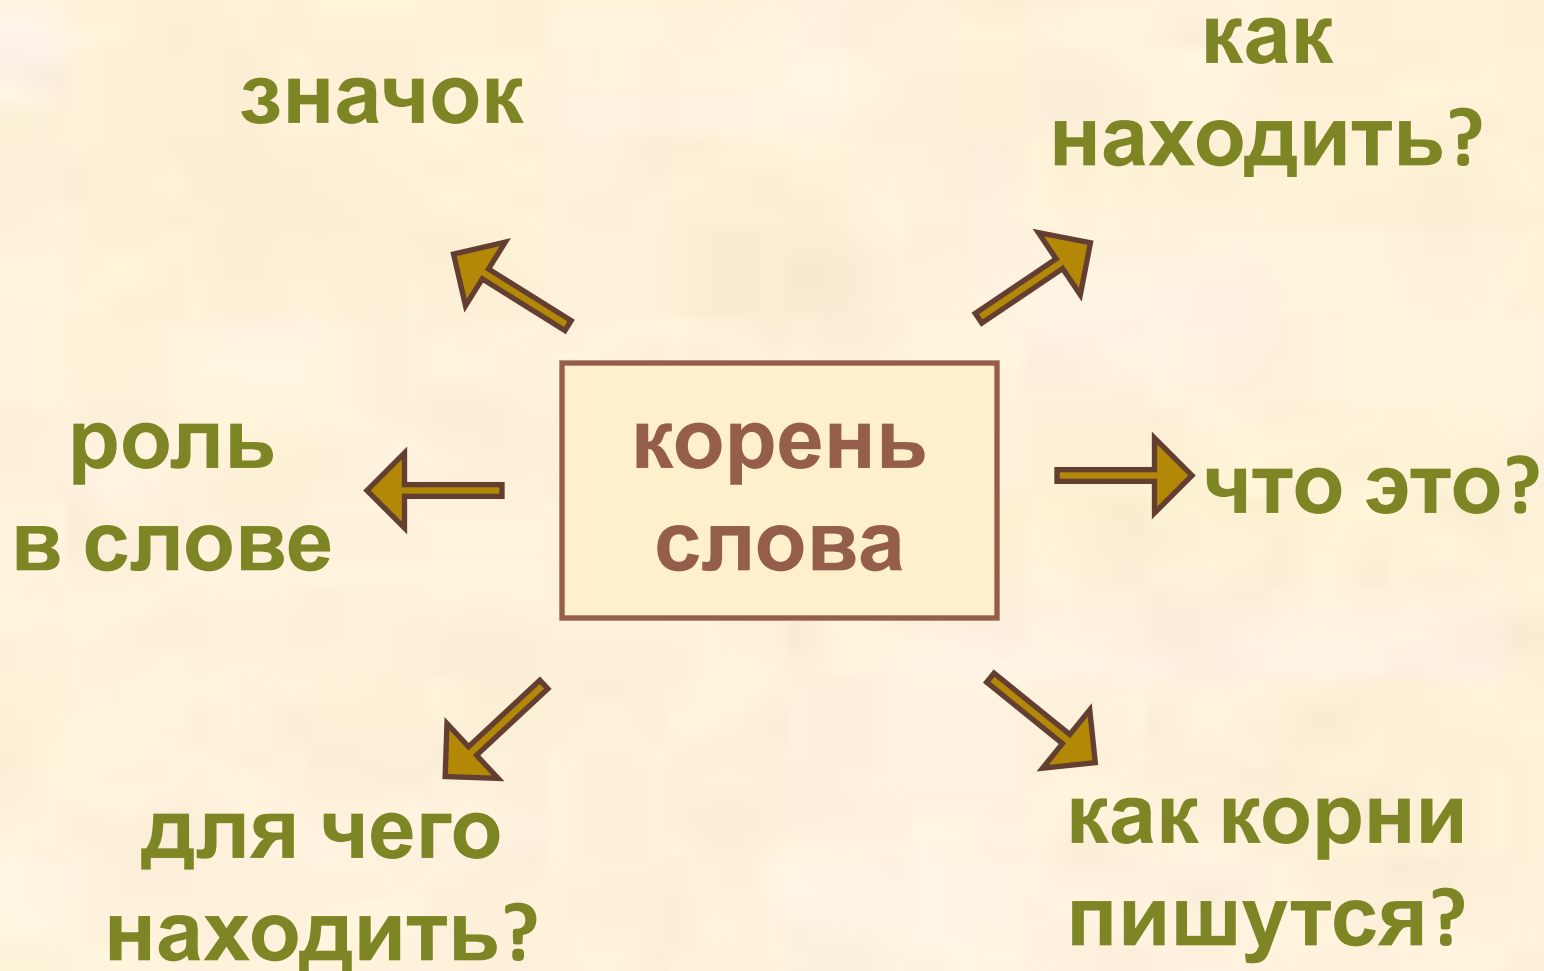 значок
как
находить?
роль
в слове
корень
слова
что это?
для чего
находить?
как корни
пишутся?